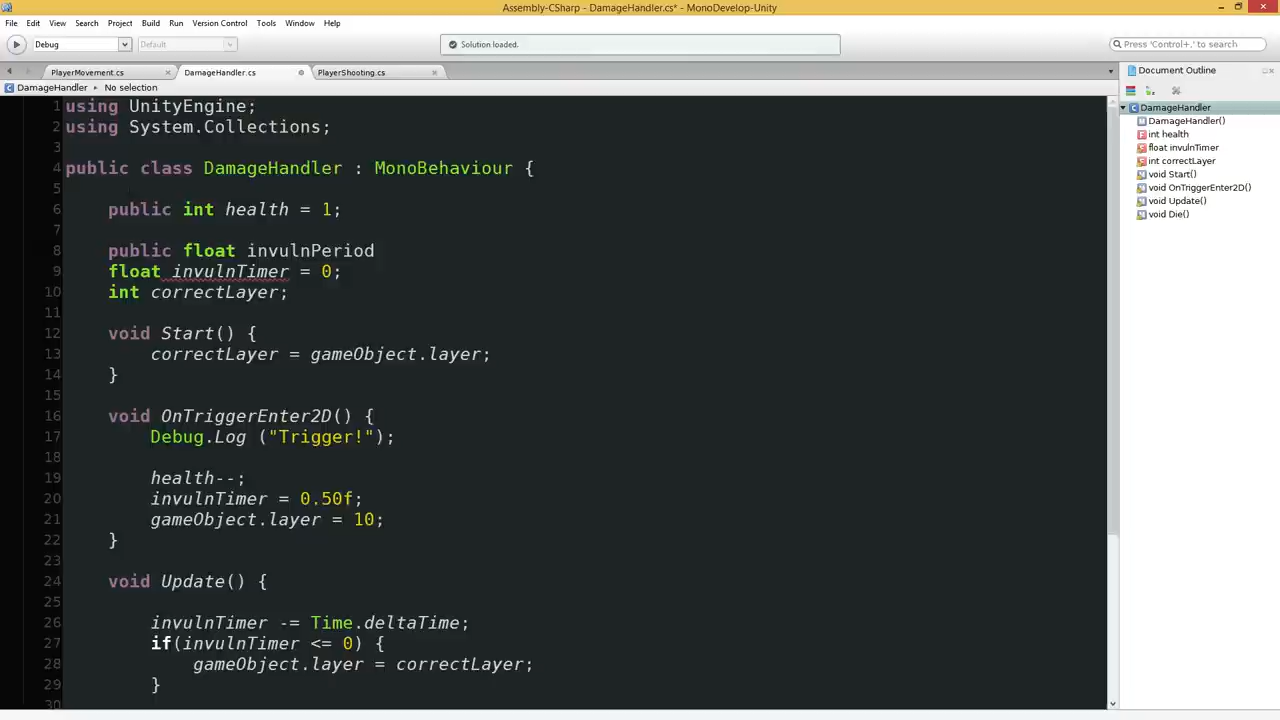 Assembly-CSharp - DamageHandler.cs* - MonoDevelop-Unity
File Edit View Search Project Build Run Version Control Tools Window Help
Debug Default Solution loaded. Press 'Control+,' to search
PlayerMovement.cs DamageHandler.cs PlayerShooting.cs
DamageHandler No selection
1 using UnityEngine;
2 using System.Collections;
3
4 public class DamageHandler : MonoBehaviour {
5
6 public int health = 1;
7
8 public float invulnPeriod
9 float invulnTimer = 0;
10 int correctLayer;
11
12 void Start() {
13 correctLayer = gameObject.layer;
14 }
15
16 void OnTriggerEnter2D() {
17 Debug.Log ("Trigger!");
18
19 health--;
20 invulnTimer = 0.50f;
21 gameObject.layer = 10;
22 }
23
24 void Update() {
25
26 invulnTimer -= Time.deltaTime;
27 if(invulnTimer <= 0) {
28 gameObject.layer = correctLayer;
29 }
30
Document Outline
DamageHandler
DamageHandler()
int health
float invulnTimer
int correctLayer
void Start()
void OnTriggerEnter2D()
void Update()
void Die()